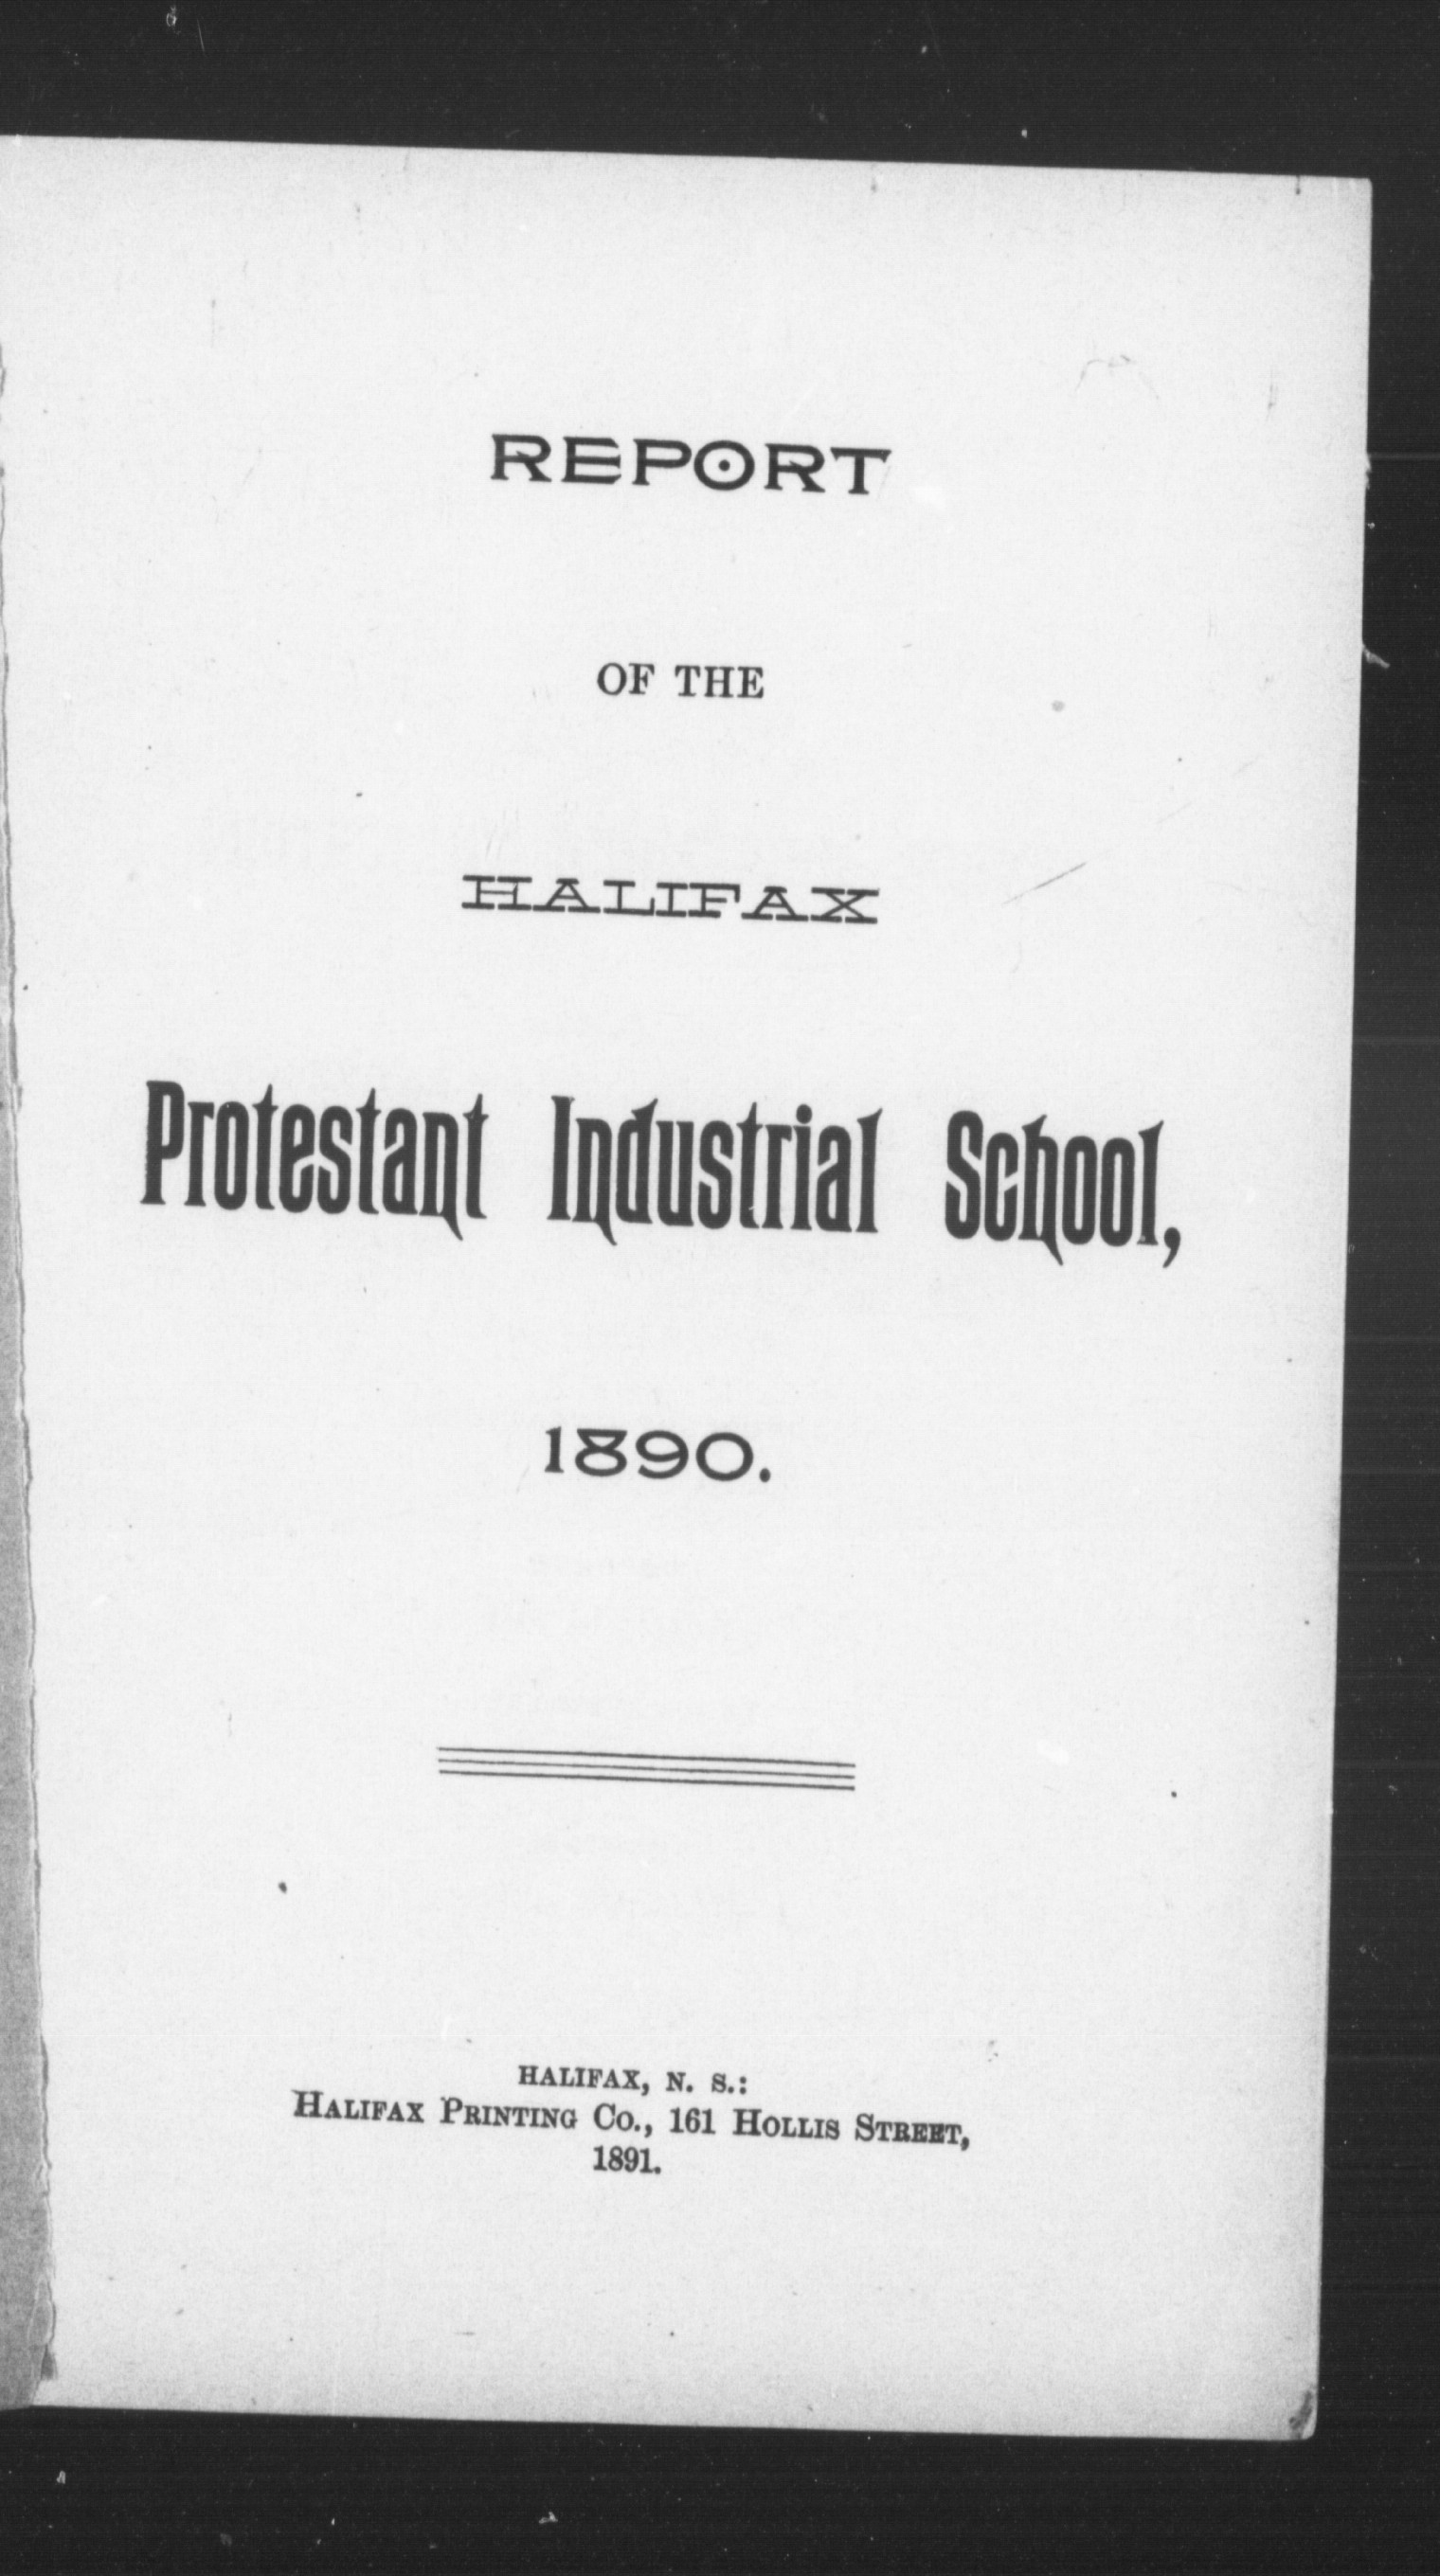 REPORT
OF THE
HALIFAX
Protestant Industrial School,
1890.
HALIFAX, N. S.:
HALIFAX PRINTING CO., 161 HOLLIS STREET,
1891.